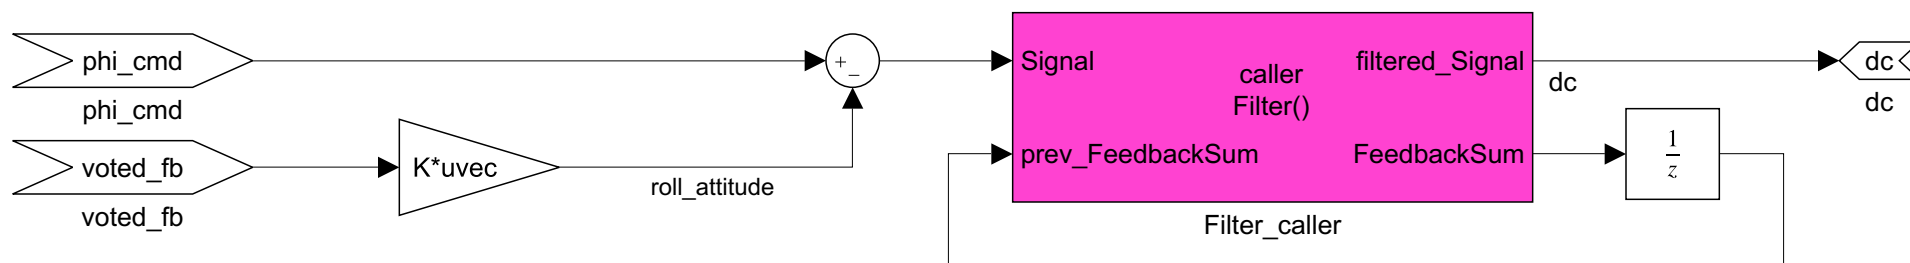 phi_cmd
phi_cmd
voted_fb
voted_fb
K*uvec
roll_attitude
+
−
Signal
prev_FeedbackSum
caller
Filter()
filtered_Signal
FeedbackSum
Filter_caller
dc
1
z
dc
dc